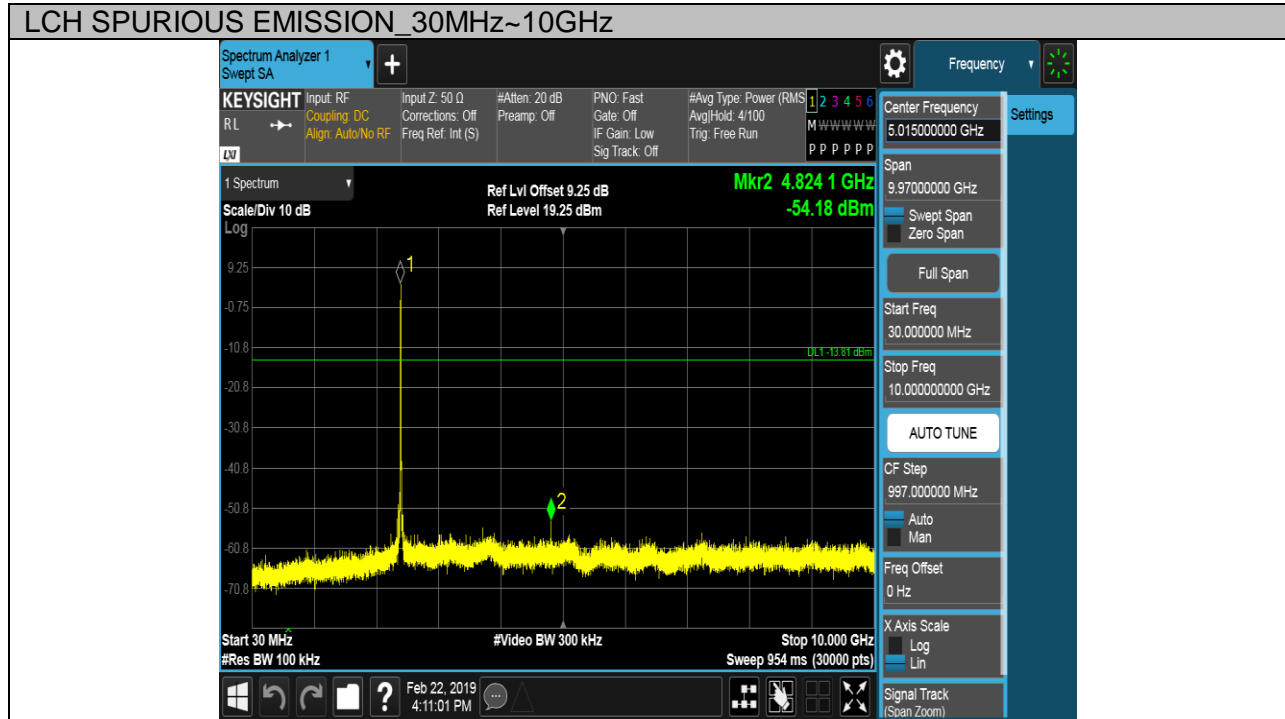 LCH SPURIOUS EMISSION_30MHz~10GHz
Spectrum Analyzer 1
Swept SA
+
Frequency
KEYSIGHT
RL
LXI
Input: RF
Coupling: DC
Align: Auto/No RF
Input Z: 50 Ω
Corrections: Off
Freq Ref: Int (S)
#Atten: 20 dB
Preamp: Off
PNO: Fast
Gate: Off
IF Gain: Low
Sig Track: Off
#Avg Type: Power (RMS
Avg|Hold: 4/100
Trig: Free Run
1 2 3 4 5 6
M W W W W W
P P P P P P
Center Frequency
5.015000000 GHz
Settings
1 Spectrum
Scale/Div 10 dB
Log
Ref Lvl Offset 9.25 dB
Ref Level 19.25 dBm
Mkr2 4.824 1 GHz
-54.18 dBm
9.25
-0.75
-10.8
-20.8
-30.8
-40.8
-50.8
-60.8
-70.8
1
2
DL1 -13.81 dBm
Start 30 MHz
#Res BW 100 kHz
#Video BW 300 kHz
Stop 10.000 GHz
Sweep 954 ms (30000 pts)
Span
9.97000000 GHz
Swept Span
Zero Span
Full Span
Start Freq
30.000000 MHz
Stop Freq
10.000000000 GHz
AUTO TUNE
CF Step
997.000000 MHz
Auto
Man
Freq Offset
0 Hz
X Axis Scale
Log
Lin
Signal Track
(Span Zoom)
?
Feb 22, 2019
4:11:01 PM